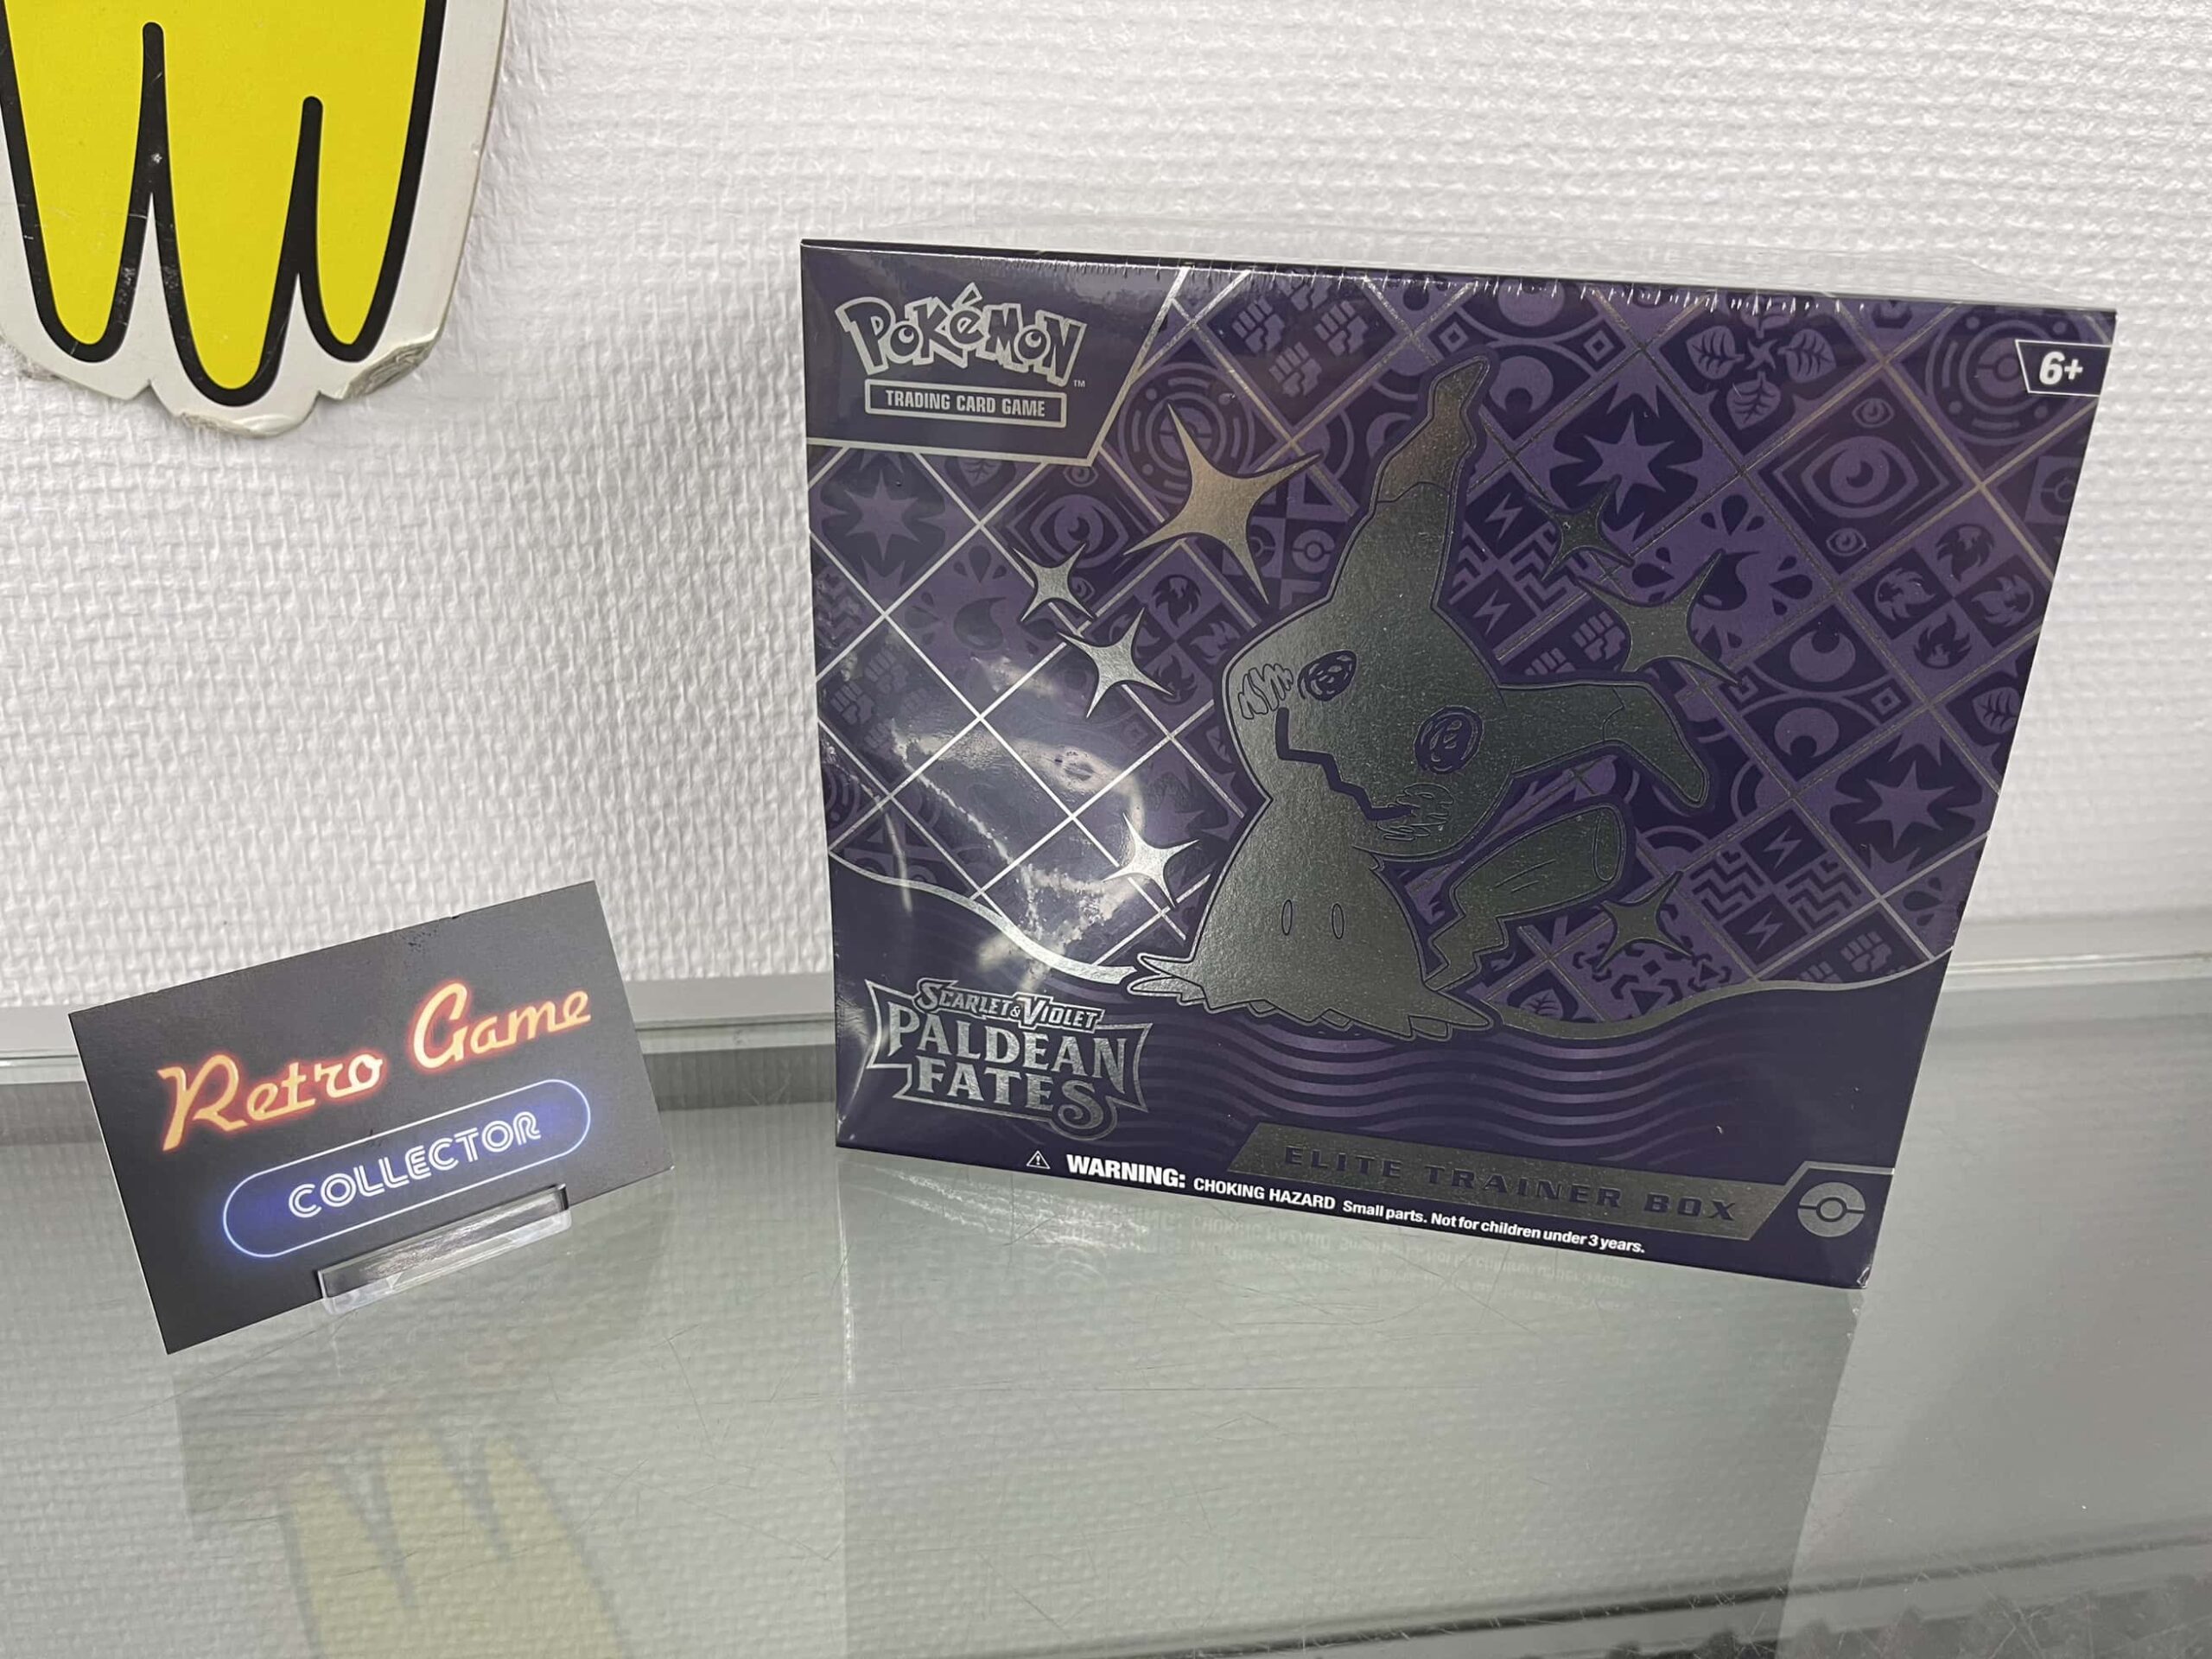 POKéMON™
TRADING CARD GAME
6+
SCARLET & VIOLET
PALDEAN
FATES
ELITE TRAINER BOX
⚠ WARNING: CHOKING HAZARD Small parts. Not for children under 3 years.
Retro Game
COLLECTOR